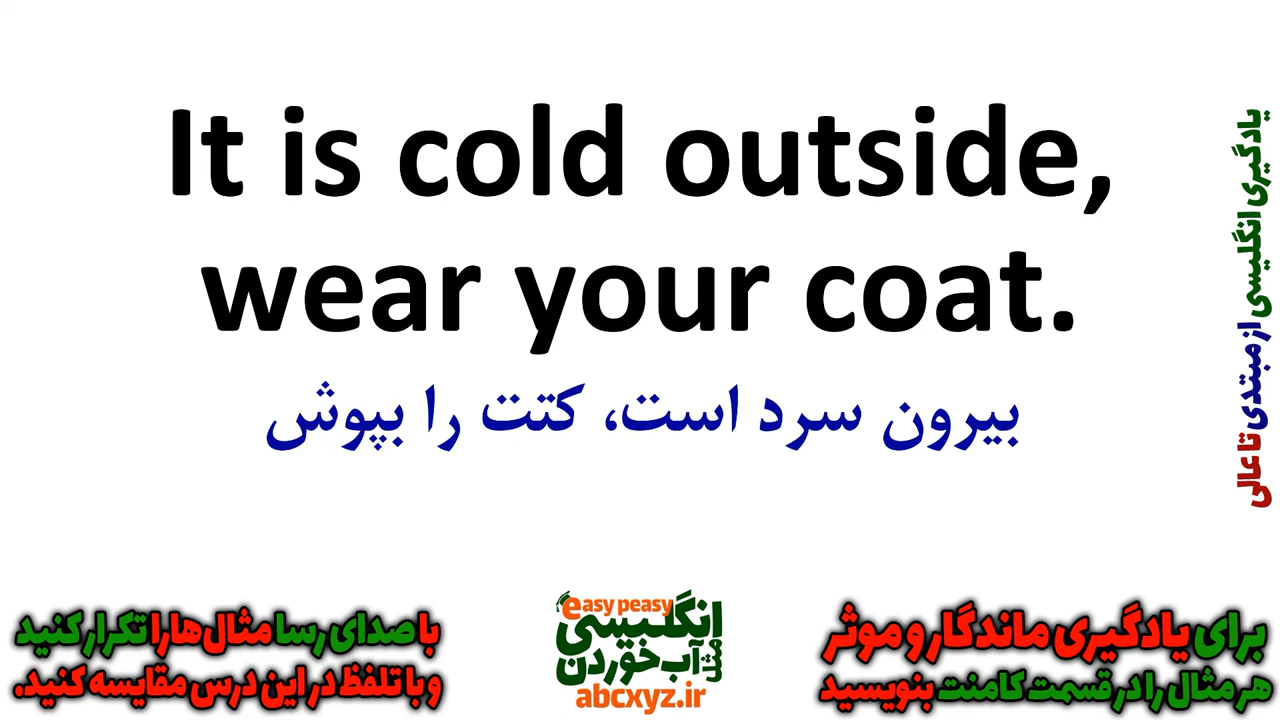 It is cold outside,
wear your coat.
بیرون سرد است، کتت را بپوش
یادگیری انگلیسی از مبتدی تا عالی
برای یادگیری ماندگار و موثر
هر مثال را در قسمت کامنت بنویسید
easy peasy
انگلیسی
مثل آب خوردن
abcxyz.ir
با صدای رسا مثال‌ها را تکرار کنید
و با تلفظ در این درس مقایسه کنید.